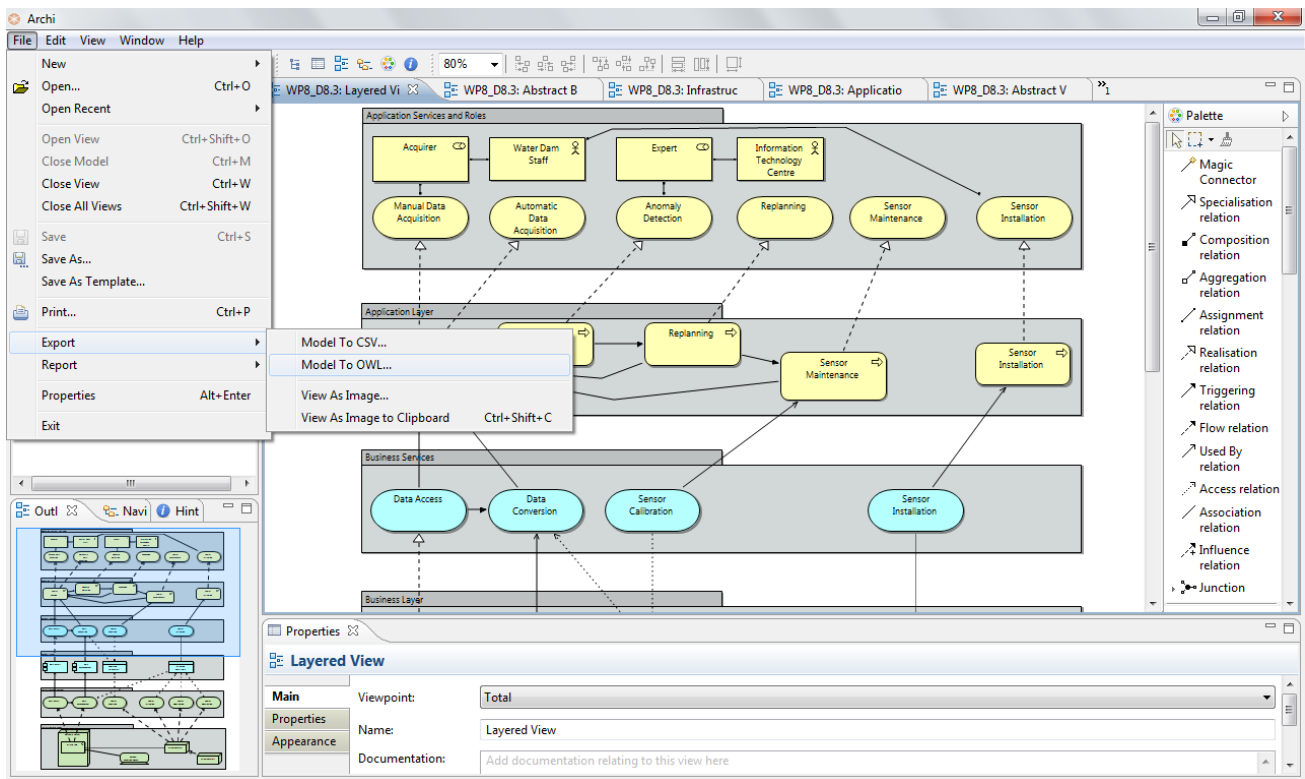 Archi
File Edit View Window Help
New
Open... Ctrl+O
Open Recent
Open View Ctrl+Shift+O
Close Model Ctrl+M
Close View Ctrl+W
Close All Views Ctrl+Shift+W
Save Ctrl+S
Save As...
Save As Template...
Print... Ctrl+P
Export
Report
Properties Alt+Enter
Exit
Model To CSV...
Model To OWL...
View As Image...
View As Image to Clipboard Ctrl+Shift+C
80%
WP8_D8.3: Layered Vi
WP8_D8.3: Abstract B
WP8_D8.3: Infrastruc
WP8_D8.3: Applicatio
WP8_D8.3: Abstract V
1
Application Services and Roles
Acquirer
Water Dam
Staff
Expert
Information
Technology
Centre
Manual Data
Acquisition
Automatic
Data
Acquisition
Anomaly
Detection
Replanning
Sensor
Maintenance
Sensor
Installation
Application Layer
Replanning
Sensor
Maintenance
Sensor
Installation
Business Services
Data Access
Data
Conversion
Sensor
Calibration
Sensor
Installation
Business Layer
Palette
Magic
Connector
Specialisation
relation
Composition
relation
Aggregation
relation
Assignment
relation
Realisation
relation
Triggering
relation
Flow relation
Used By
relation
Access relation
Association
relation
Influence
relation
Junction
Outl
Navi
Hint
Properties
Layered View
Main
Properties
Appearance
Viewpoint: Total
Name: Layered View
Documentation: Add documentation relating to this view here